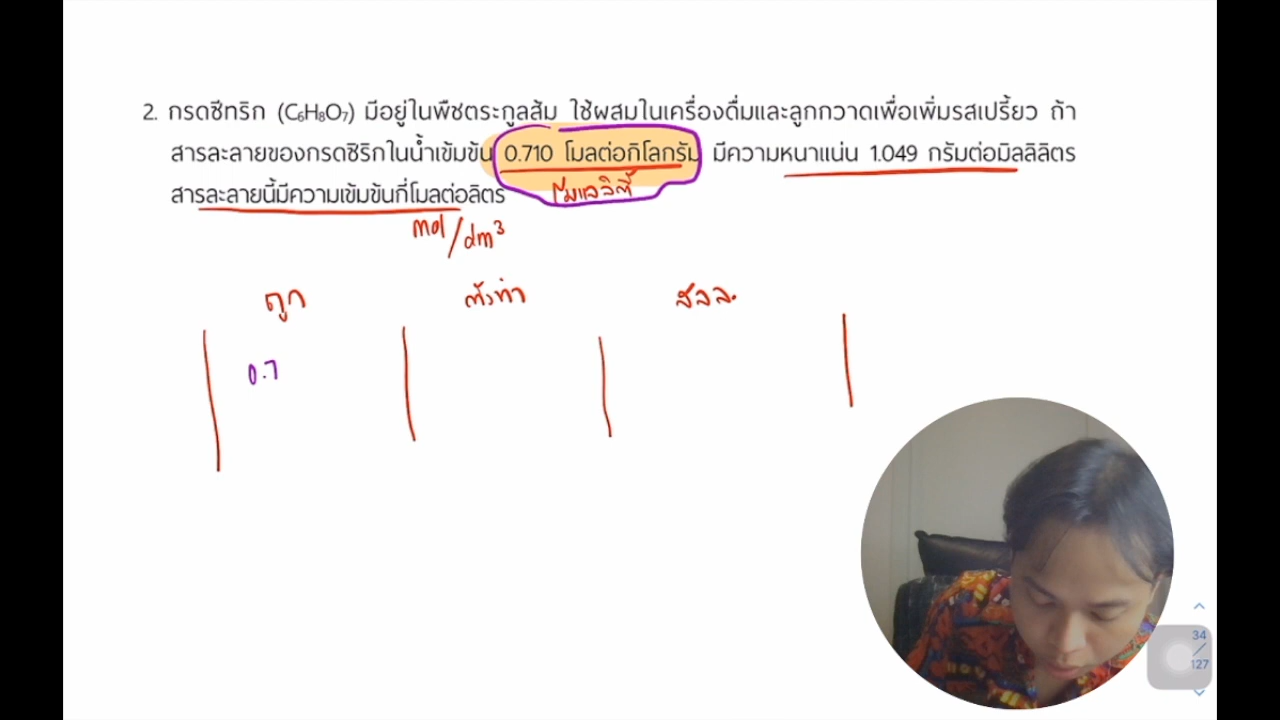 2. กรดซีทริก (C₆H₈O₇) มีอยู่ในพืชตระกูลส้ม ใช้ผสมในเครื่องดื่มและลูกกวาดเพื่อเพิ่มรสเปรี้ยว ถ้า
สารละลายของกรดซิริกในน้ำเข้มข้น 0.710 โมลต่อกิโลกรัม มีความหนาแน่น 1.049 กรัมต่อมิลลิลิตร
สารละลายนี้มีความเข้มข้นกี่โมลต่อลิตร
โมแลลิตี้
mol/dm³
ถูก ตัวทำ สลล.
0.7
34
127